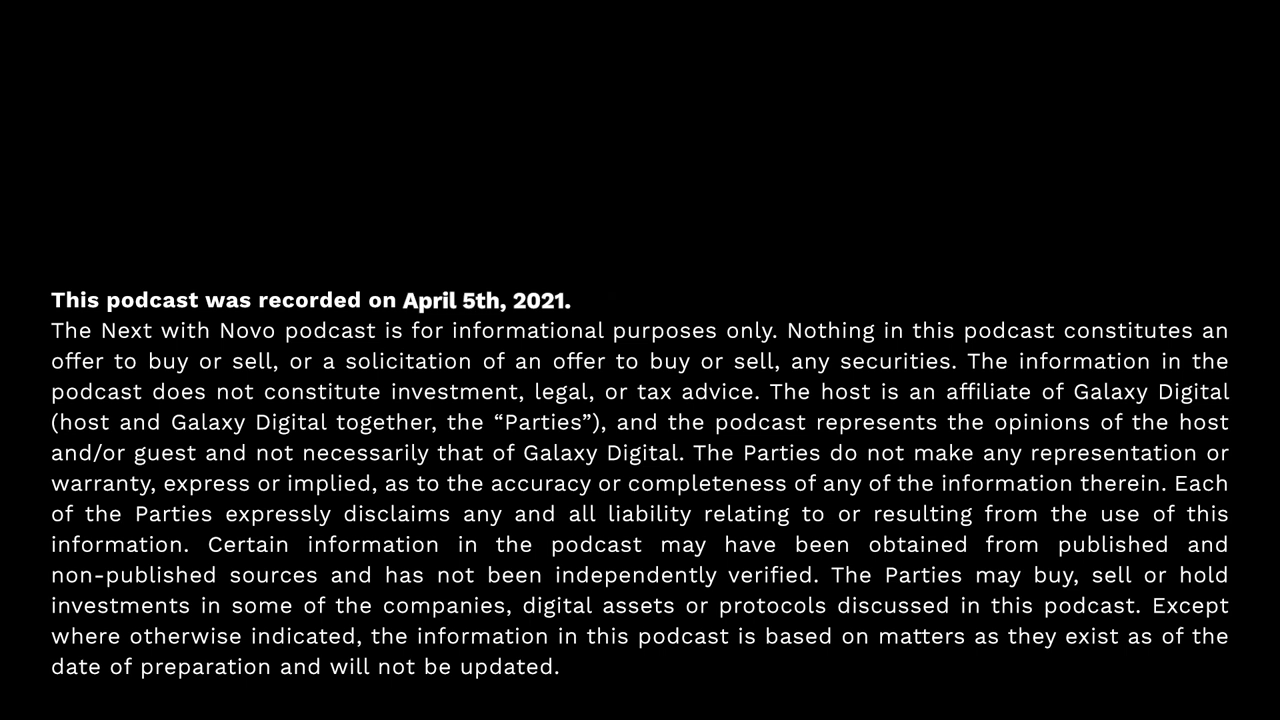 This podcast was recorded on April 5th, 2021.
The Next with Novo podcast is for informational purposes only. Nothing in this podcast constitutes an
offer to buy or sell, or a solicitation of an offer to buy or sell, any securities. The information in the
podcast does not constitute investment, legal, or tax advice. The host is an affiliate of Galaxy Digital
(host and Galaxy Digital together, the “Parties”), and the podcast represents the opinions of the host
and/or guest and not necessarily that of Galaxy Digital. The Parties do not make any representation or
warranty, express or implied, as to the accuracy or completeness of any of the information therein. Each
of the Parties expressly disclaims any and all liability relating to or resulting from the use of this
information. Certain information in the podcast may have been obtained from published and
non-published sources and has not been independently verified. The Parties may buy, sell or hold
investments in some of the companies, digital assets or protocols discussed in this podcast. Except
where otherwise indicated, the information in this podcast is based on matters as they exist as of the
date of preparation and will not be updated.